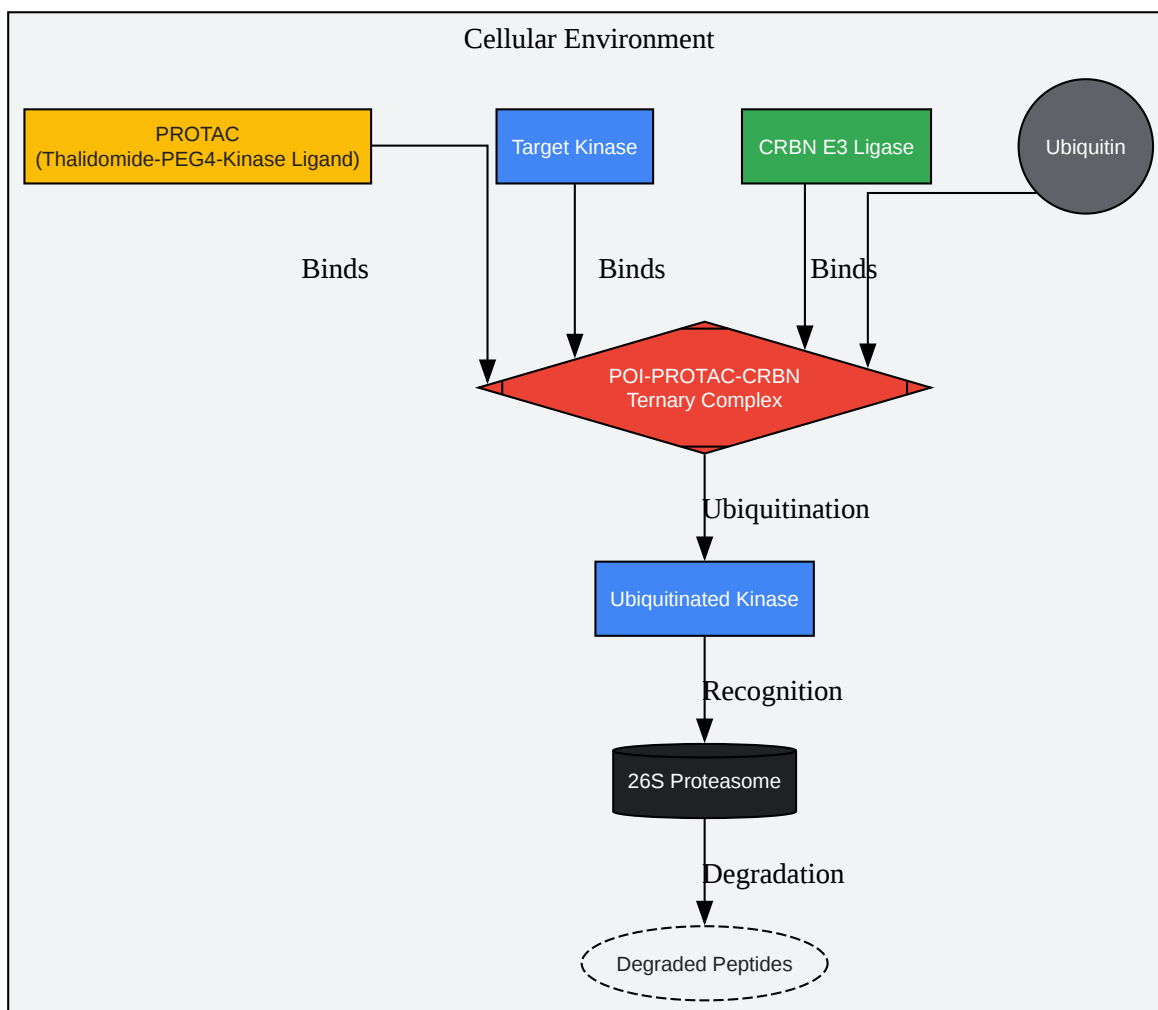 Cellular Environment
PROTAC
(Thalidomide-PEG4-Kinase Ligand)
Target Kinase
CRBN E3 Ligase
Ubiquitin
Binds
Binds
Binds
POI-PROTAC-CRBN
Ternary Complex
Ubiquitination
Ubiquitinated Kinase
Recognition
26S Proteasome
Degradation
Degraded Peptides